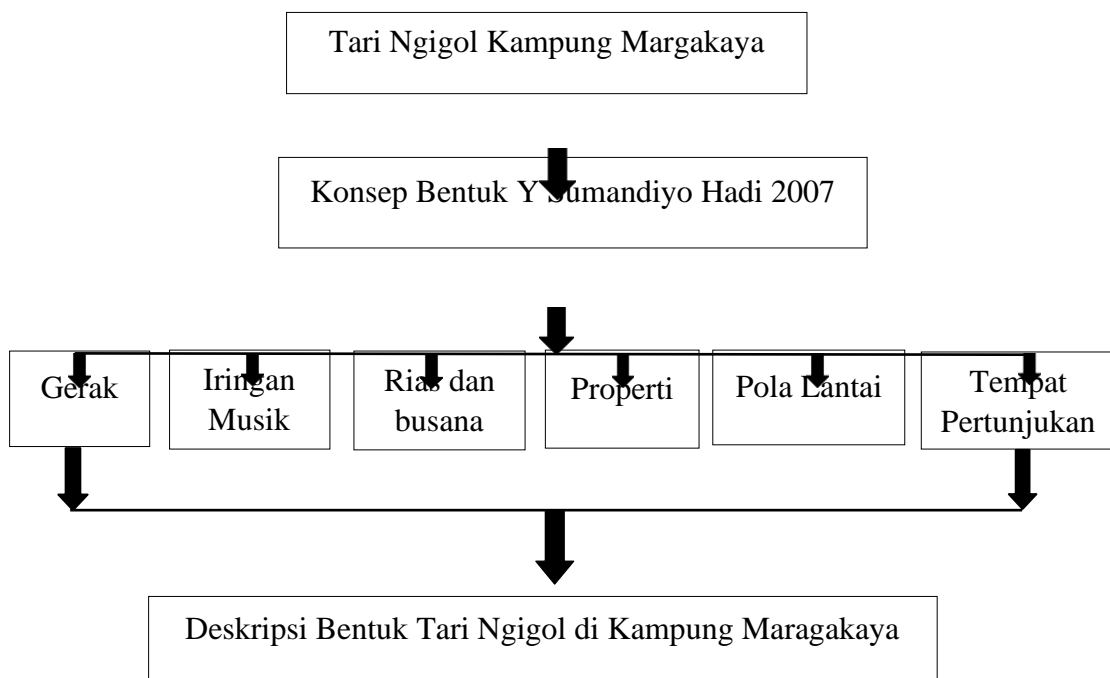 Tari Ngigol Kampung Margakaya
Konsep Bentuk Y Sumandiyo Hadi 2007
Gerak
Iringan
Musik
Rias dan
busana
Properti
Pola Lantai
Tempat
Pertunjukan
Deskripsi Bentuk Tari Ngigol di Kampung Maragakaya